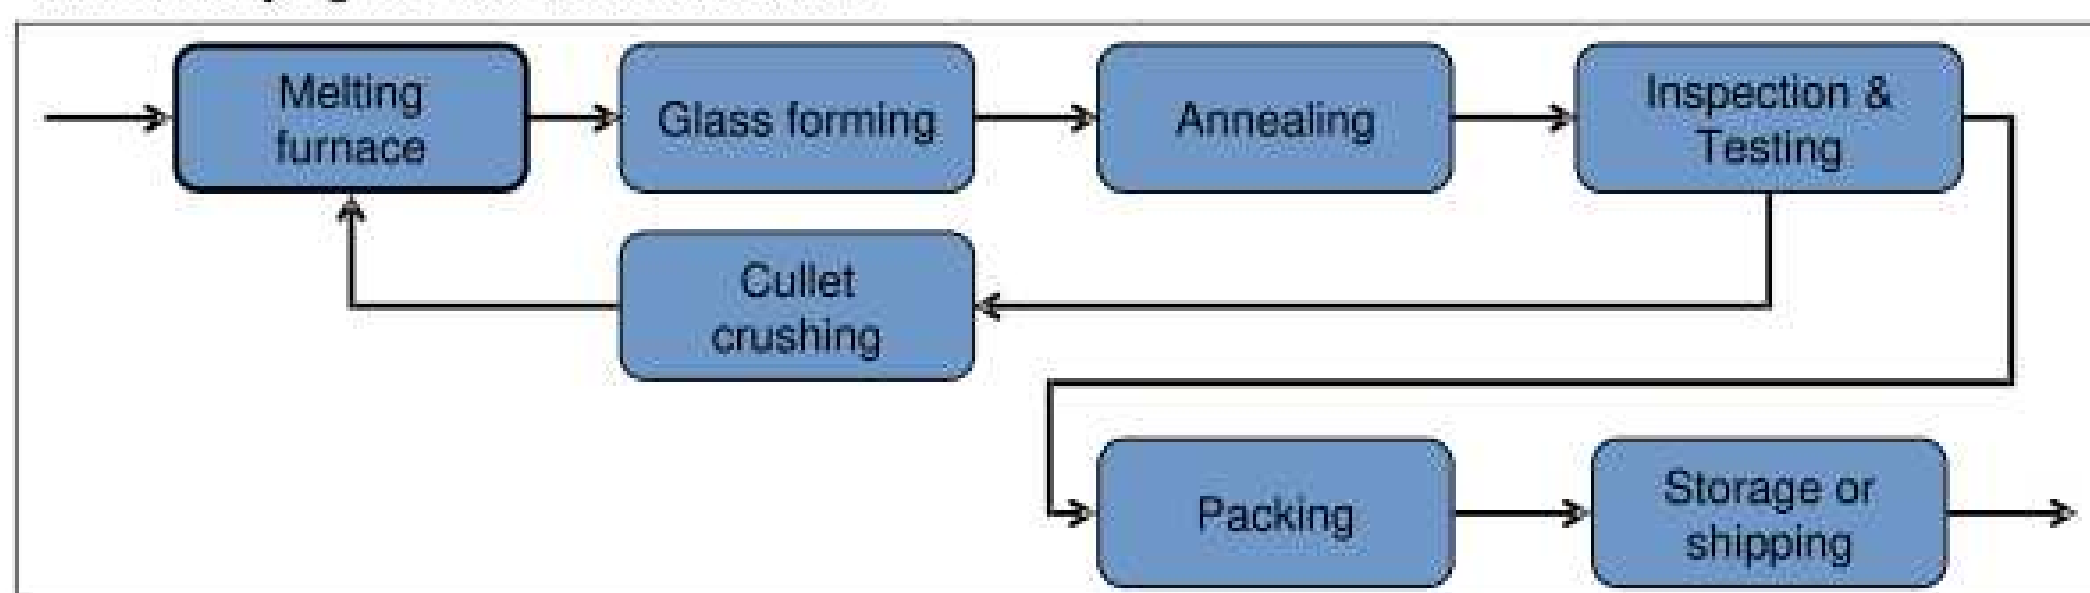 Melting
furnace
Glass forming
Annealing
Inspection &
Testing
Cullet
crushing
Packing
Storage or
shipping